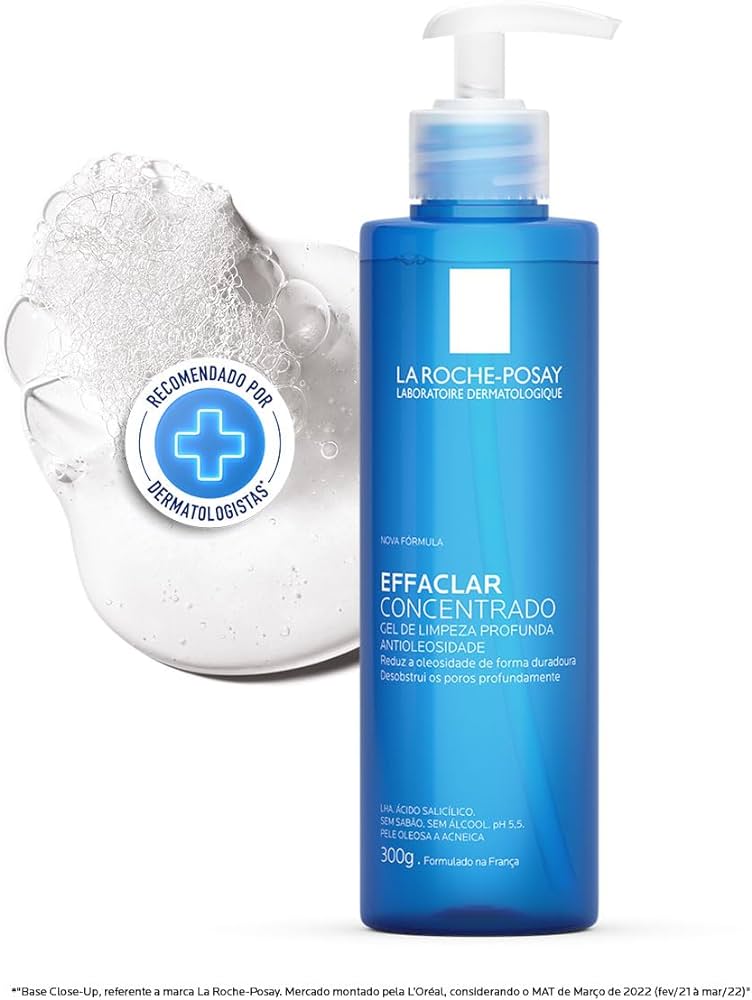 RECOMENDADO POR
DERMATOLOGISTAS*
LA ROCHE-POSAY
LABORATOIRE DERMATOLOGIQUE
NOVA FÓRMULA
EFFACLAR
CONCENTRADO
GEL DE LIMPEZA PROFUNDA
ANTIOLEOSIDADE
Reduz a oleosidade de forma duradoura
Desobstrui os poros profundamente
LHA. ÁCIDO SALICÍLICO.
SEM SABÃO. SEM ÁLCOOL. pH 5,5.
PELE OLEOSA A ACNEICA
300g. Formulado na França
*"Base Close-Up, referente a marca La Roche-Posay. Mercado montado pela L'Oréal, considerando o MAT de Março de 2022 (fev/21 à mar/22)